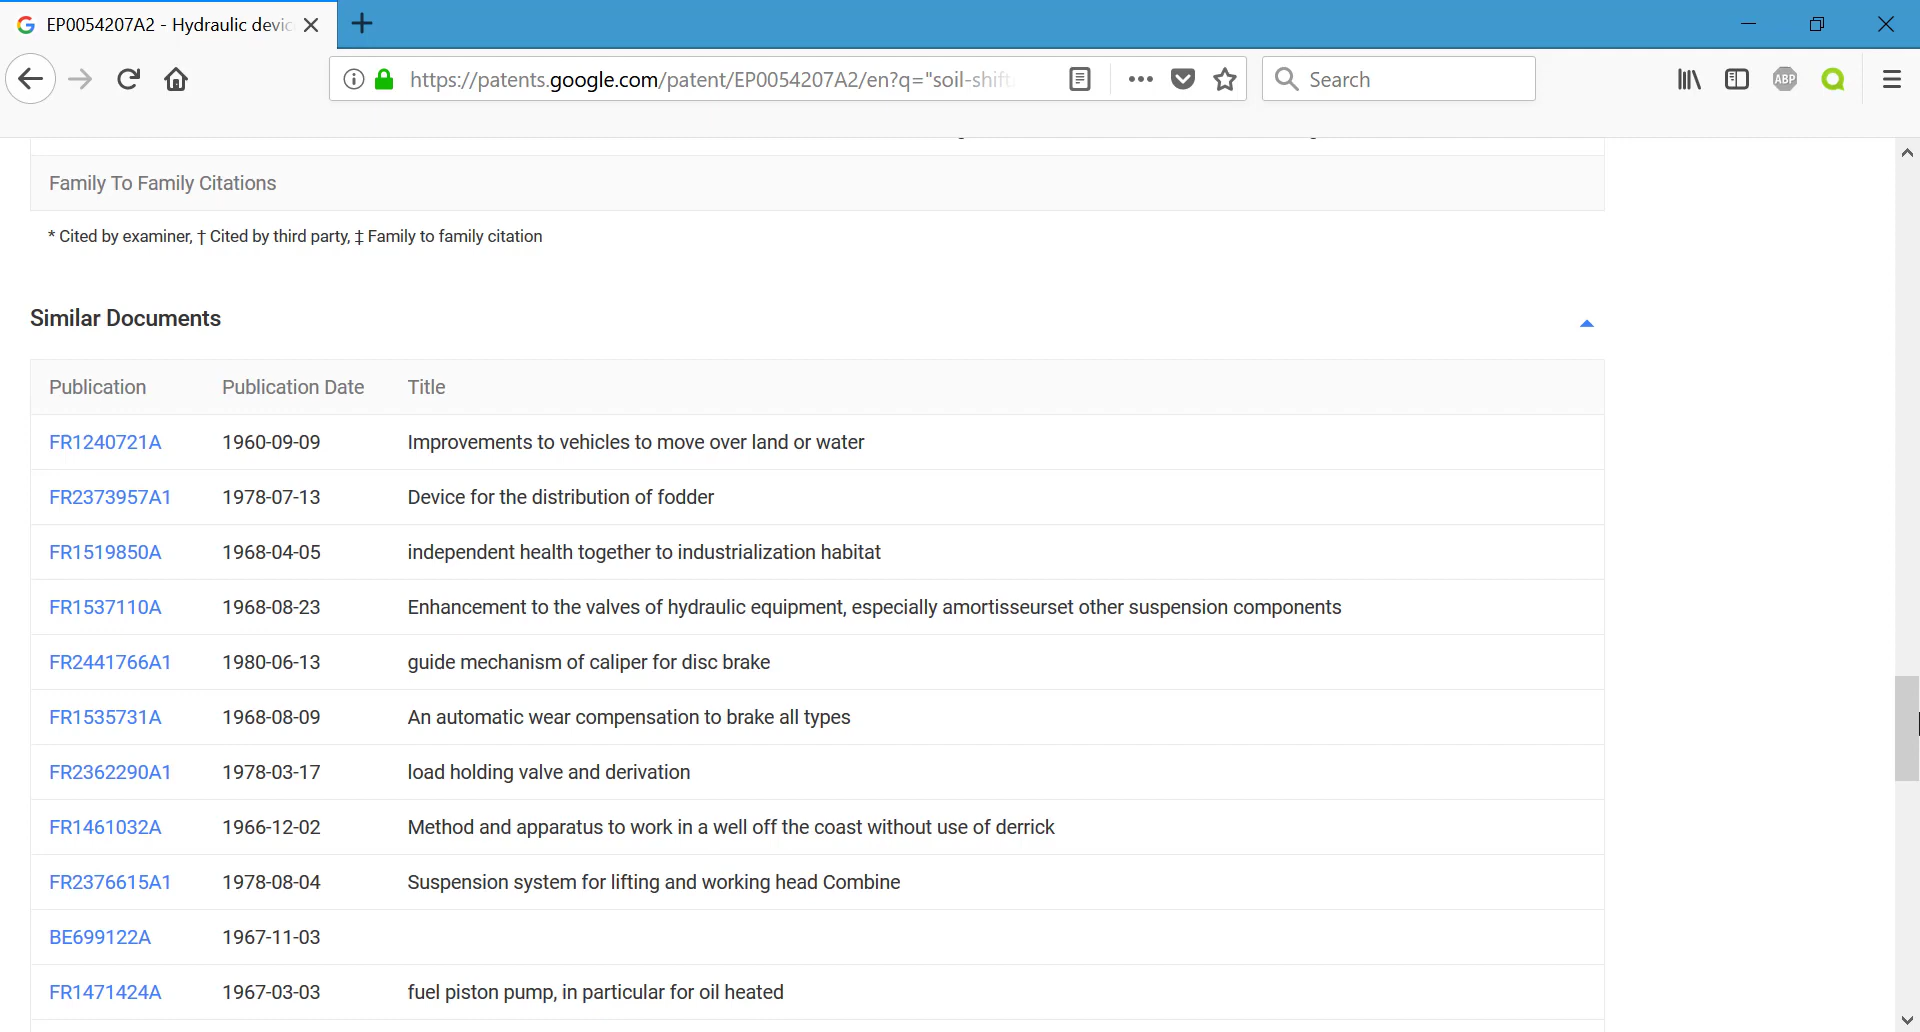 EP0054207A2 - Hydraulic devic
https://patents.google.com/patent/EP0054207A2/en?q="soil-shift
Search
ABP
Family To Family Citations
* Cited by examiner, † Cited by third party, ‡ Family to family citation
Similar Documents
Publication Publication Date Title
FR1240721A 1960-09-09 Improvements to vehicles to move over land or water
FR2373957A1 1978-07-13 Device for the distribution of fodder
FR1519850A 1968-04-05 independent health together to industrialization habitat
FR1537110A 1968-08-23 Enhancement to the valves of hydraulic equipment, especially amortisseurset other suspension components
FR2441766A1 1980-06-13 guide mechanism of caliper for disc brake
FR1535731A 1968-08-09 An automatic wear compensation to brake all types
FR2362290A1 1978-03-17 load holding valve and derivation
FR1461032A 1966-12-02 Method and apparatus to work in a well off the coast without use of derrick
FR2376615A1 1978-08-04 Suspension system for lifting and working head Combine
BE699122A 1967-11-03
FR1471424A 1967-03-03 fuel piston pump, in particular for oil heated